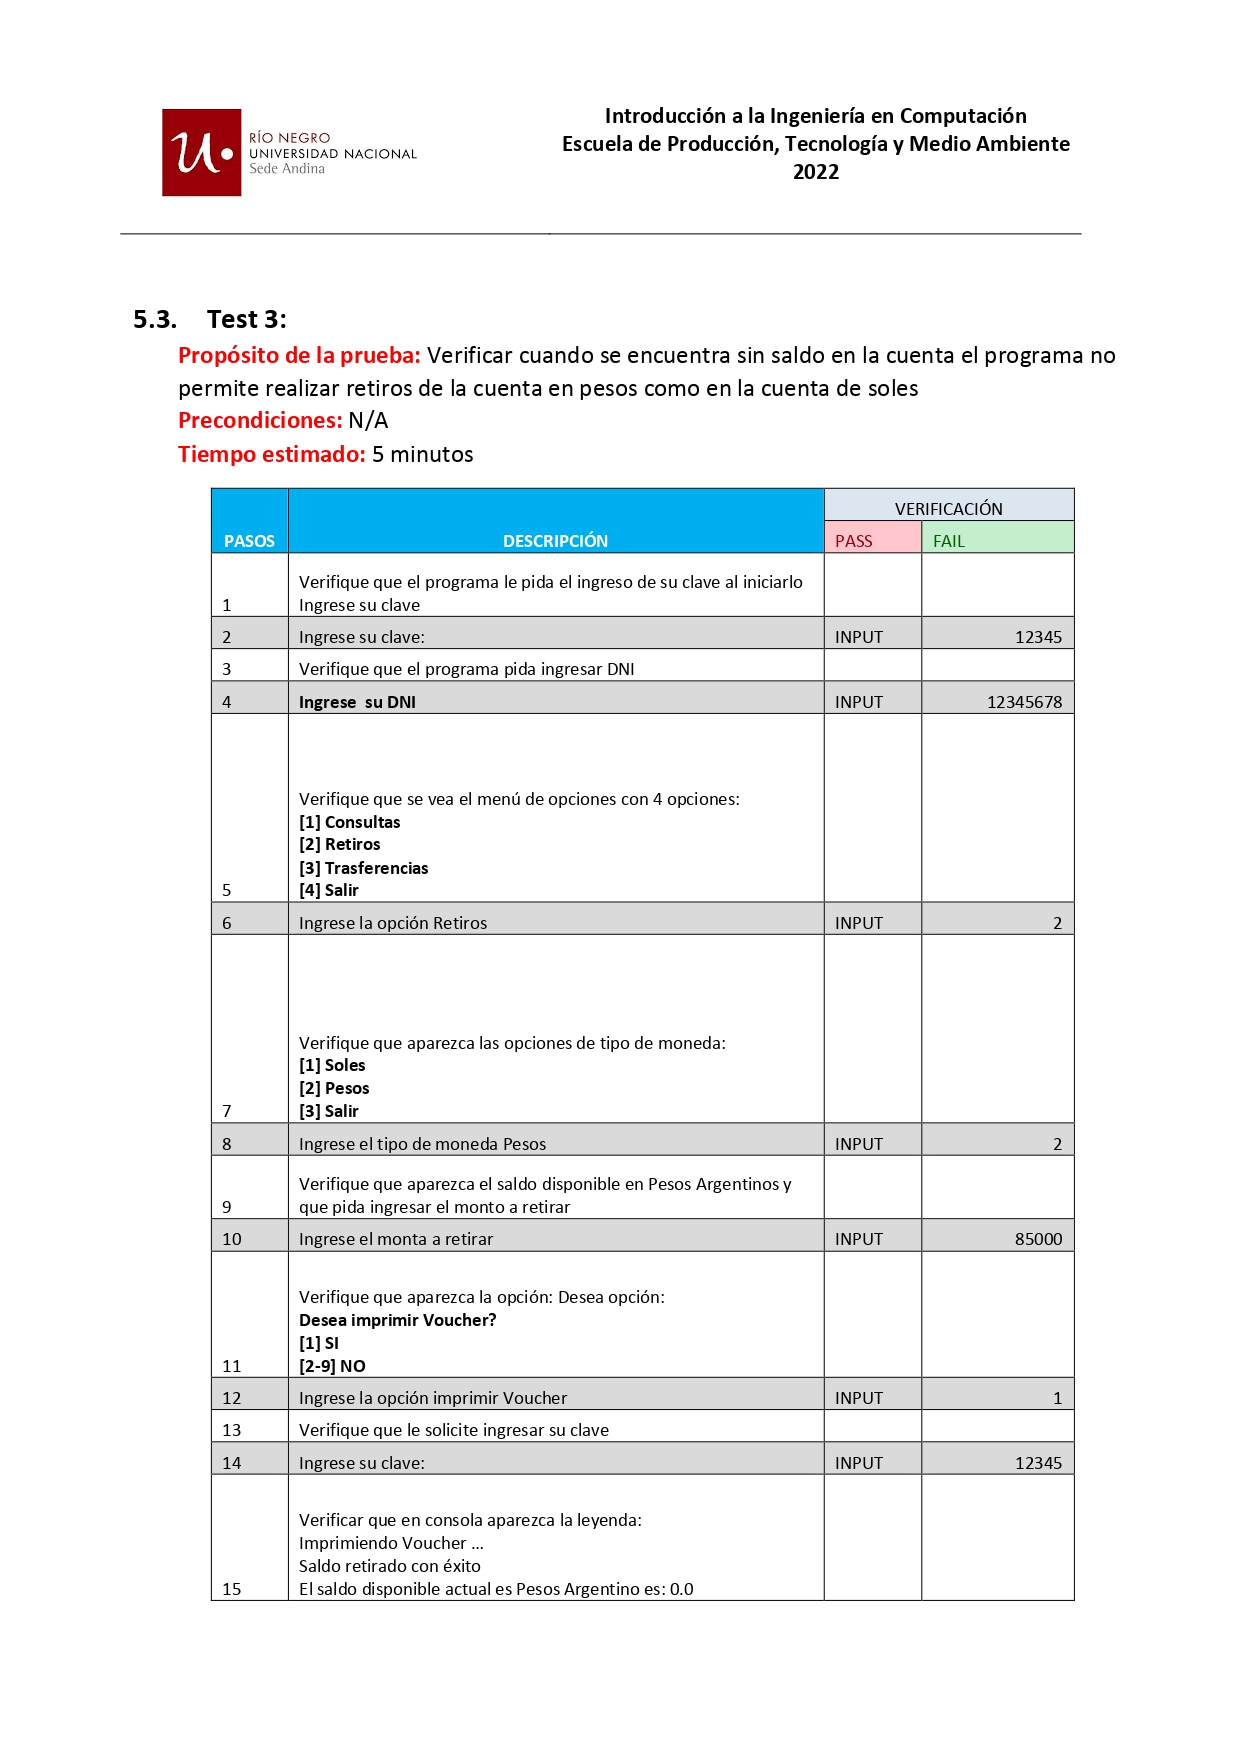 RÍO NEGRO
UNIVERSIDAD NACIONAL
Sede Andina
Introducción a la Ingeniería en Computación
Escuela de Producción, Tecnología y Medio Ambiente
2022
5.3. Test 3:
Propósito de la prueba: Verificar cuando se encuentra sin saldo en la cuenta el programa no
permite realizar retiros de la cuenta en pesos como en la cuenta de soles
Precondiciones: N/A
Tiempo estimado: 5 minutos
VERIFICACIÓN
PASOS DESCRIPCIÓN PASS FAIL
Verifique que el programa le pida el ingreso de su clave al iniciarlo
1 Ingrese su clave
2 Ingrese su clave: INPUT 12345
3 Verifique que el programa pida ingresar DNI
4 Ingrese su DNI INPUT 12345678
Verifique que se vea el menú de opciones con 4 opciones:
[1] Consultas
[2] Retiros
[3] Trasferencias
5 [4] Salir
6 Ingrese la opción Retiros INPUT 2
Verifique que aparezca las opciones de tipo de moneda:
[1] Soles
[2] Pesos
7 [3] Salir
8 Ingrese el tipo de moneda Pesos INPUT 2
Verifique que aparezca el saldo disponible en Pesos Argentinos y
9 que pida ingresar el monto a retirar
10 Ingrese el monta a retirar INPUT 85000
Verifique que aparezca la opción: Desea opción:
Desea imprimir Voucher?
[1] SI
11 [2-9] NO
12 Ingrese la opción imprimir Voucher INPUT 1
13 Verifique que le solicite ingresar su clave
14 Ingrese su clave: INPUT 12345
Verificar que en consola aparezca la leyenda:
Imprimiendo Voucher ...
Saldo retirado con éxito
15 El saldo disponible actual es Pesos Argentino es: 0.0